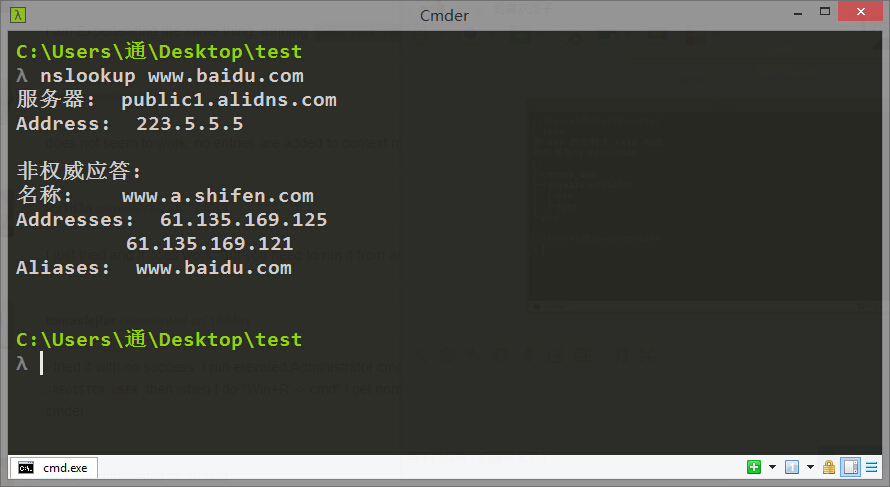 Cmder
C:\Users\通\Desktop\test
λ nslookup www.baidu.com
服务器:  public1.alidns.com
Address:  223.5.5.5
非权威应答:
名称:    www.a.shifen.com
Addresses:  61.135.169.125
61.135.169.121
Aliases:  www.baidu.com
C:\Users\通\Desktop\test
λ
cmd.exe